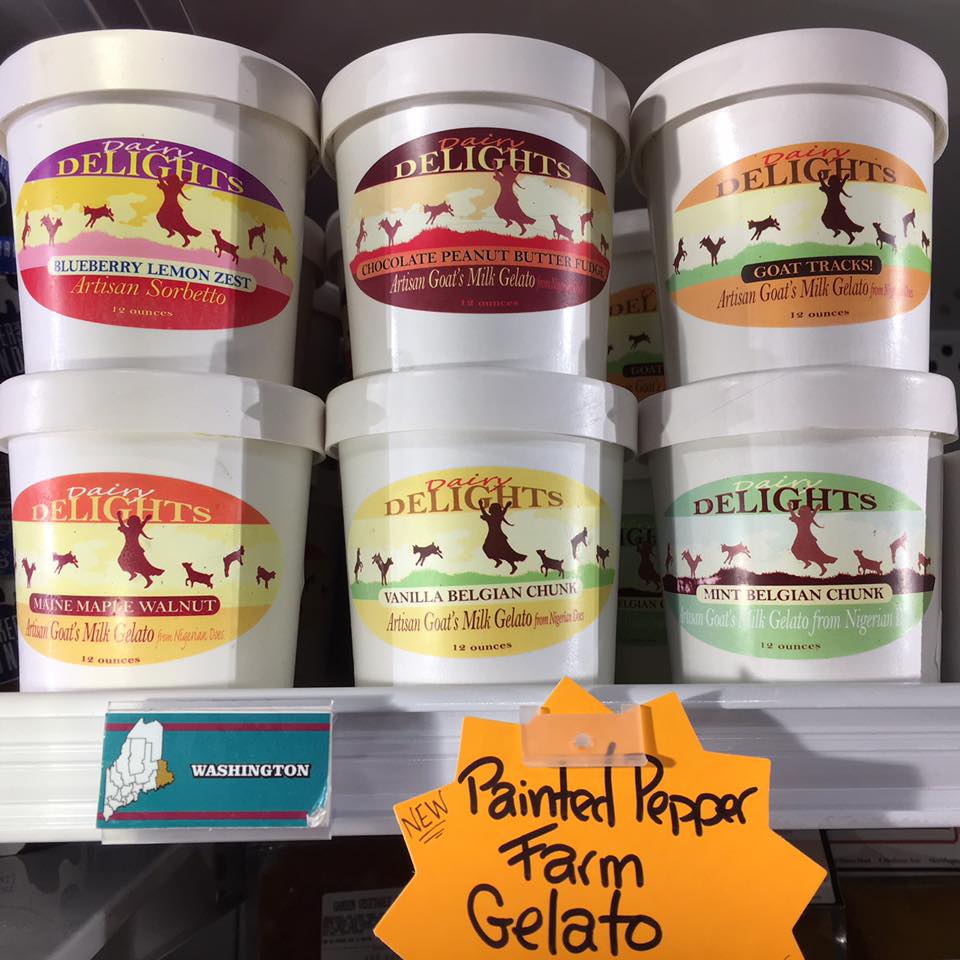 Dairy
DELIGHTS
BLUEBERRY LEMON ZEST
Artisan Sorbetto
12 ounces
Dairy
DELIGHTS
CHOCOLATE PEANUT BUTTER FUDGE
Artisan Goat's Milk Gelato
12 ounces
Dairy
DELIGHTS
GOAT TRACKS!
Artisan Goat's Milk Gelato from
12 ounces
DEL
GOAT
Dairy
DELIGHTS
MAINE MAPLE WALNUT
Artisan Goat's Milk Gelato from Nigerian Does
12 ounces
Dairy
DELIGHTS
VANILLA BELGIAN CHUNK
Artisan Goat's Milk Gelato from Nigerian Does
12 ounces
Dairy
DELIGHTS
MINT BELGIAN CHUNK
Artisan Goat's Milk Gelato from Nigerian
12 ounces
WASHINGTON
NEW
Painted Pepper
Farm
Gelato